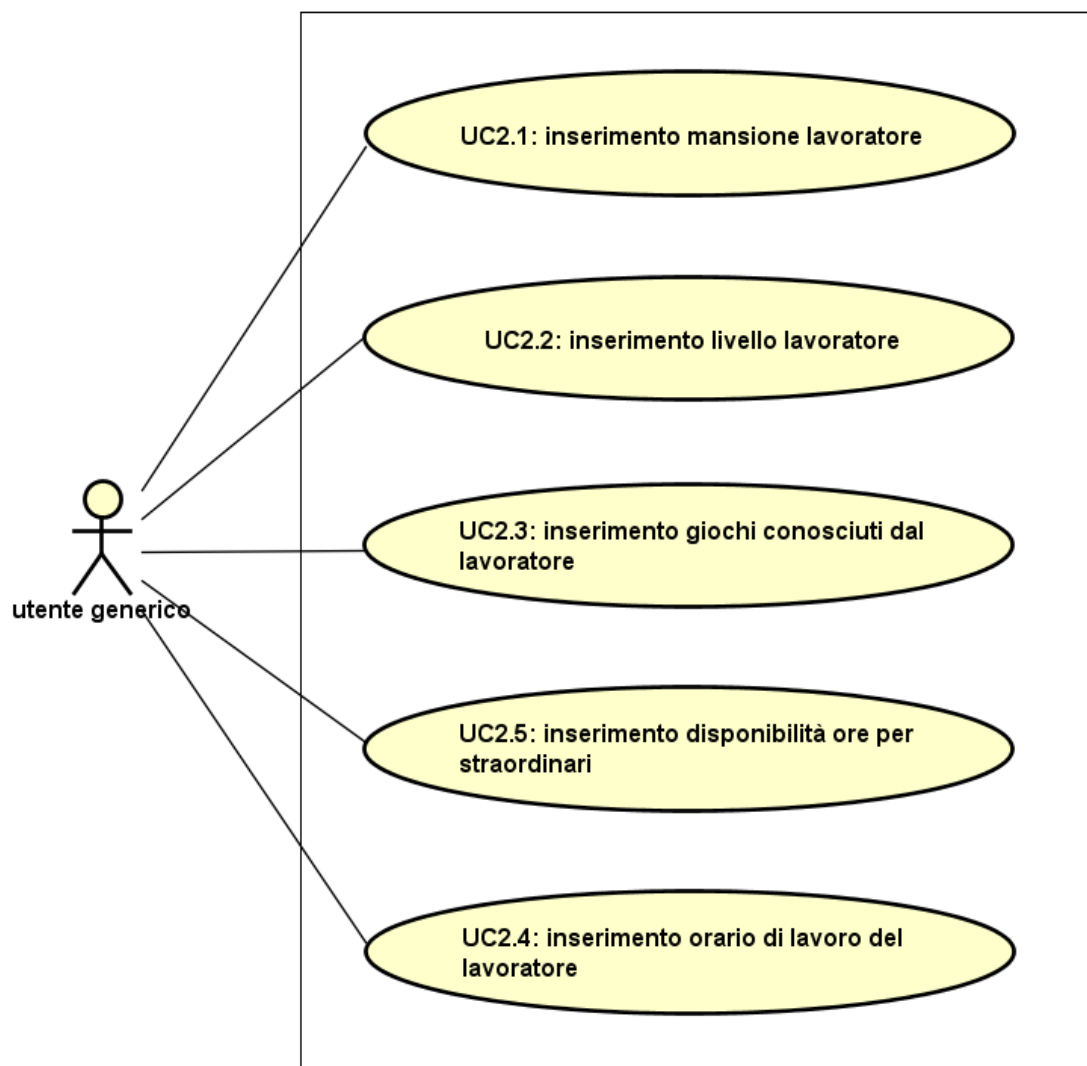 UC2.1: inserimento mansione lavoratore
UC2.2: inserimento livello lavoratore
UC2.3: inserimento giochi conosciuti dal
lavoratore
utente generico
UC2.5: inserimento disponibilità ore per
straordinari
UC2.4: inserimento orario di lavoro del
lavoratore